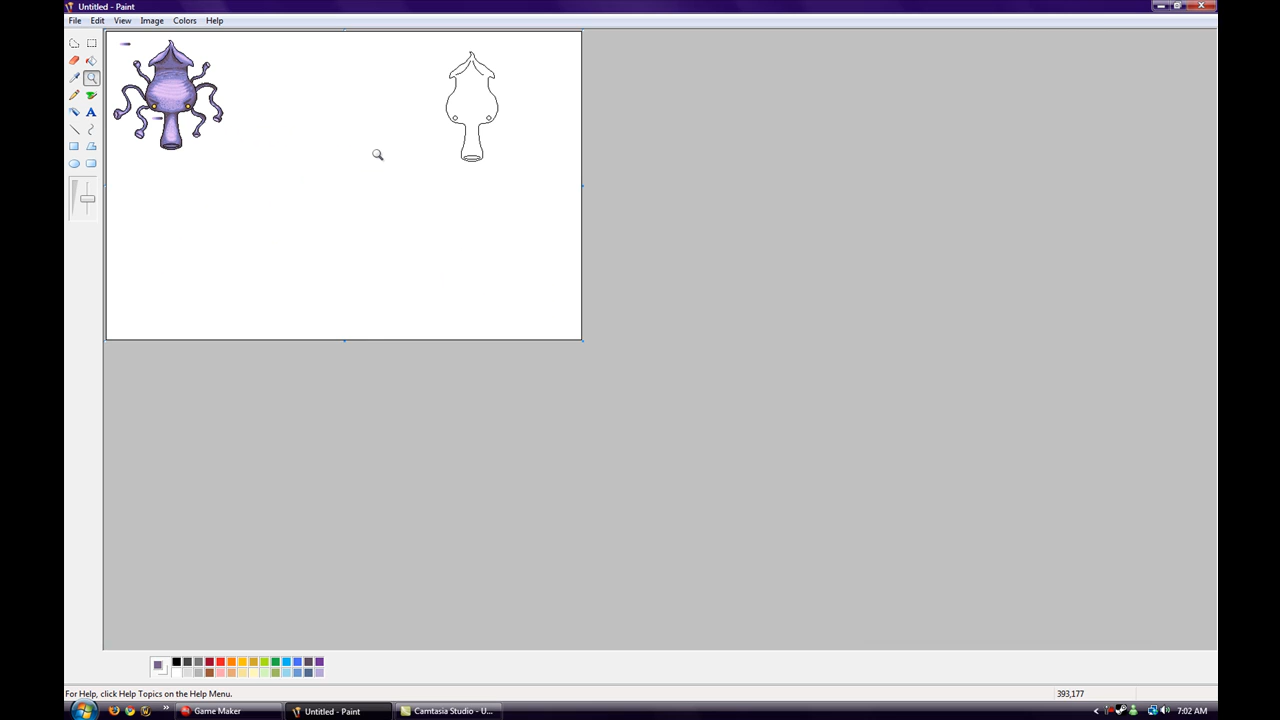 Untitled - Paint
File Edit View Image Colors Help
A
For Help, click Help Topics on the Help Menu. 393,177
Game Maker Untitled - Paint Camtasia Studio - U... 7:02 AM